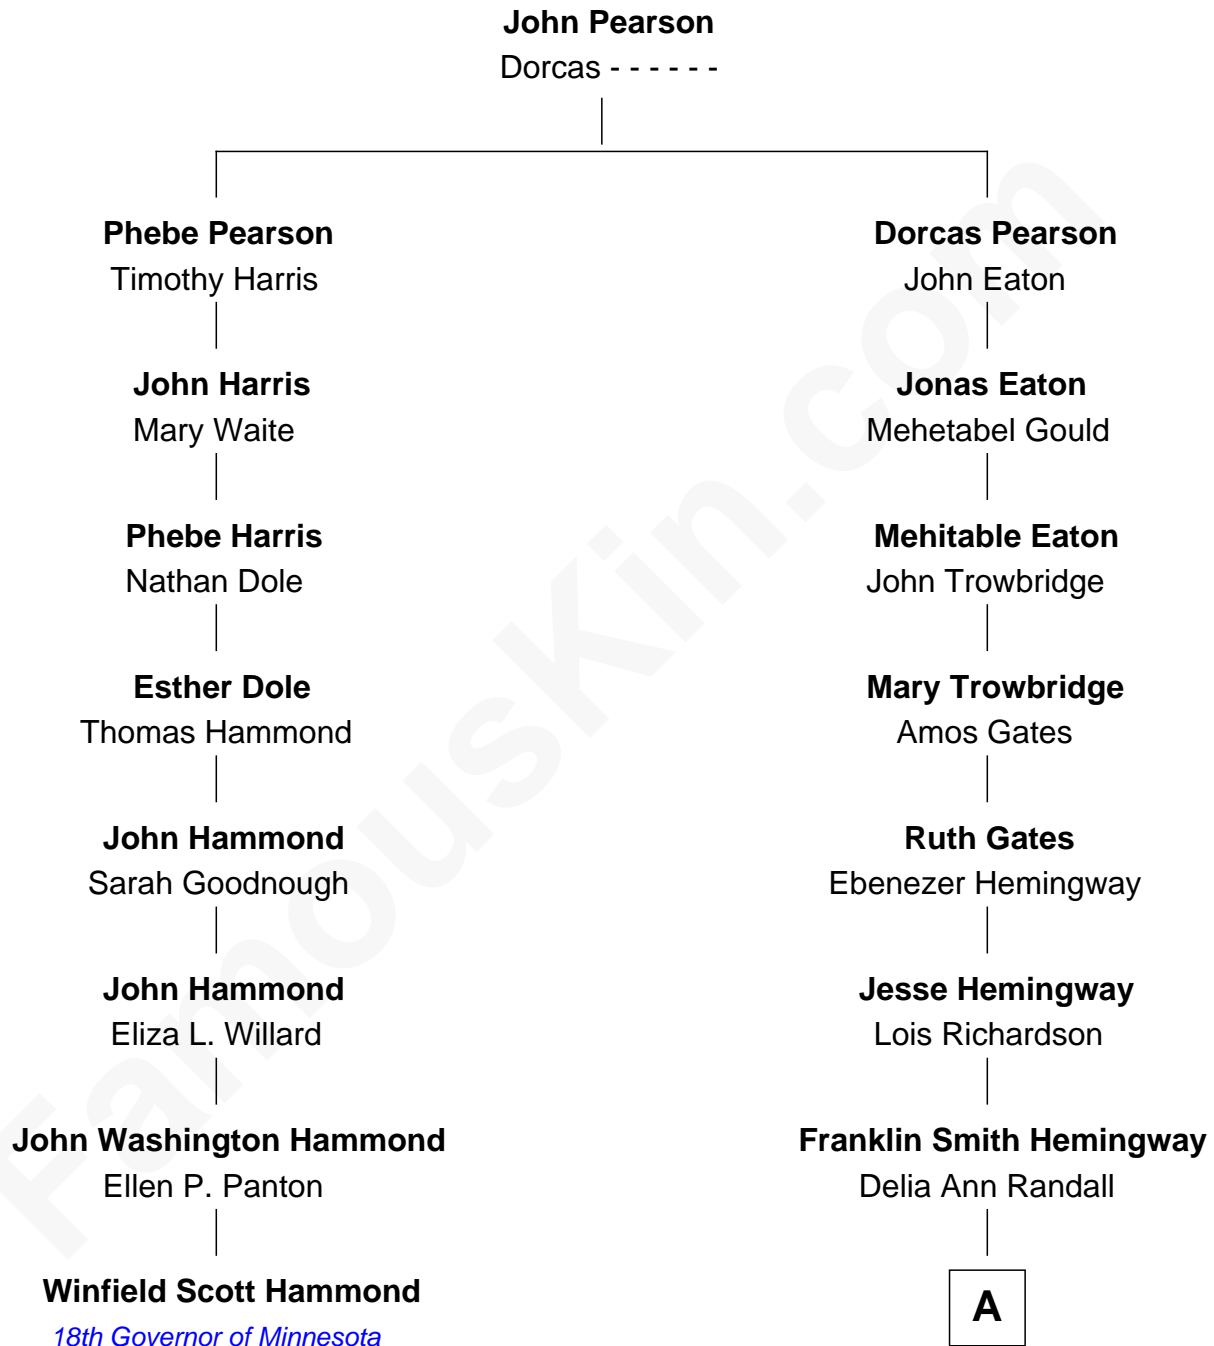 John Pearson
Dorcas - - - - - -
Phebe Pearson
Timothy Harris
Dorcas Pearson
John Eaton
John Harris
Mary Waite
Jonas Eaton
Mehetabel Gould
Phebe Harris
Nathan Dole
Mehitable Eaton
John Trowbridge
Esther Dole
Thomas Hammond
Mary Trowbridge
Amos Gates
John Hammond
Sarah Goodnough
Ruth Gates
Ebenezer Hemingway
John Hammond
Eliza L. Willard
Jesse Hemingway
Lois Richardson
John Washington Hammond
Ellen P. Panton
Franklin Smith Hemingway
Delia Ann Randall
Winfield Scott Hammond
18th Governor of Minnesota
A
FamousKin.com